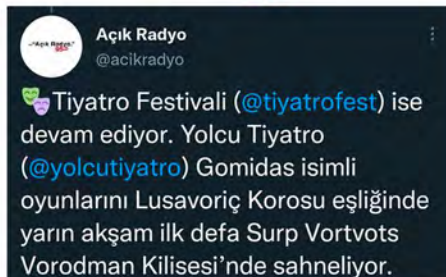 Açık Radyo
@acikradyo
Tiyatro Festivali (@tiyatrofest) ise
devam ediyor. Yolcu Tiyatro
(@yolcutiyatro) Gomidas isimli
oyunlarını Lusavoriç Korosu eşliğinde
yarın akşam ilk defa Surp Vortvots
Vorodman Kilisesi'nde sahneliyor.